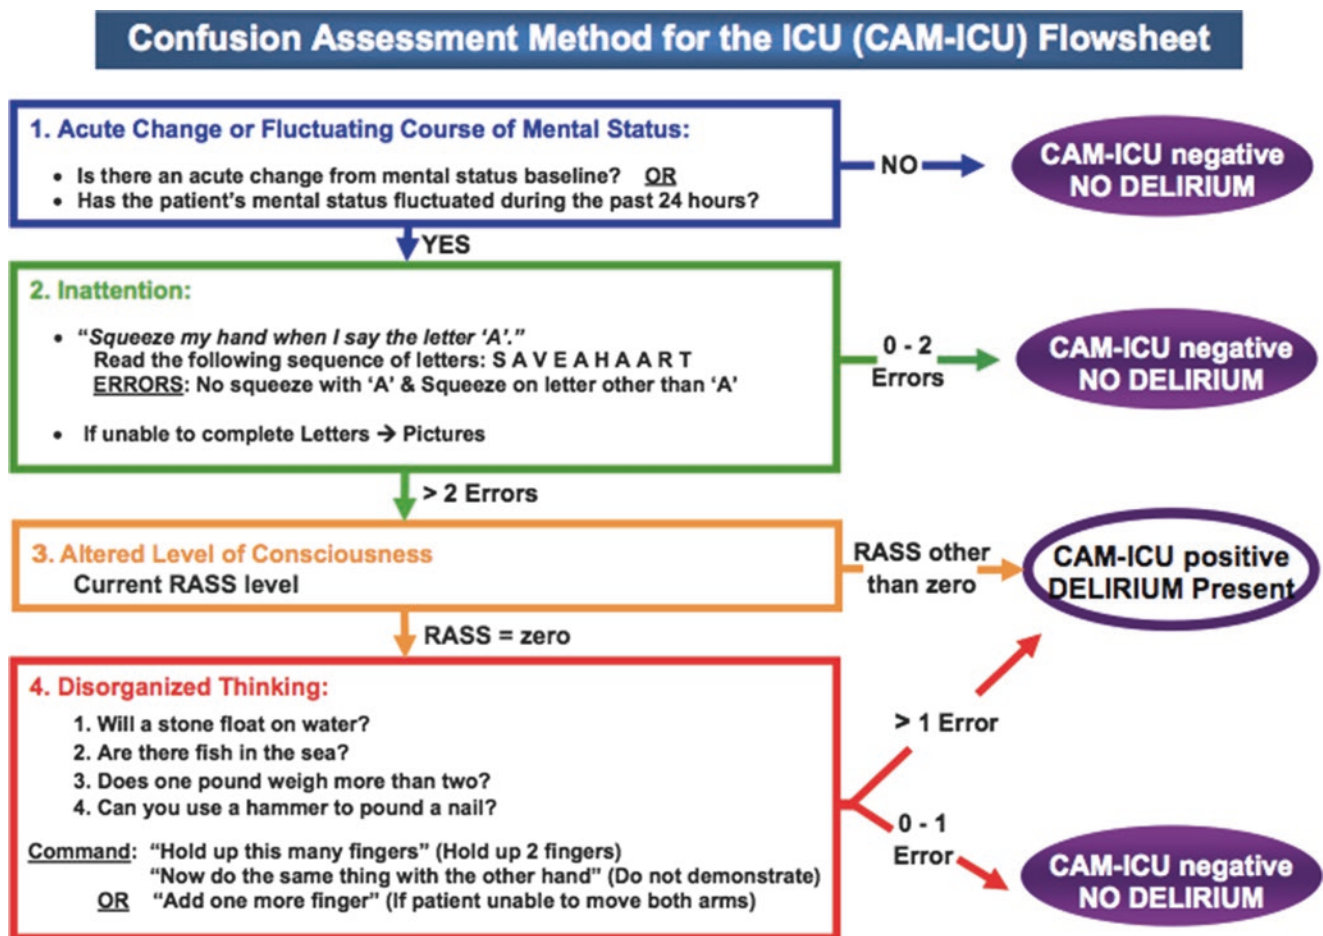 Confusion Assessment Method for the ICU (CAM-ICU) Flowsheet
1. Acute Change or Fluctuating Course of Mental Status:
• Is there an acute change from mental status baseline? OR
• Has the patient's mental status fluctuated during the past 24 hours?
NO
CAM-ICU negative
NO DELIRIUM
YES
2. Inattention:
• "Squeeze my hand when I say the letter 'A'."
Read the following sequence of letters: S A V E A H A A R T
ERRORS: No squeeze with 'A' & Squeeze on letter other than 'A'
• If unable to complete Letters → Pictures
0 - 2
Errors
CAM-ICU negative
NO DELIRIUM
> 2 Errors
3. Altered Level of Consciousness
Current RASS level
RASS other
than zero
CAM-ICU positive
DELIRIUM Present
RASS = zero
4. Disorganized Thinking:
1. Will a stone float on water?
2. Are there fish in the sea?
3. Does one pound weigh more than two?
4. Can you use a hammer to pound a nail?
Command: "Hold up this many fingers" (Hold up 2 fingers)
"Now do the same thing with the other hand" (Do not demonstrate)
OR "Add one more finger" (If patient unable to move both arms)
> 1 Error
0 - 1
Error
CAM-ICU negative
NO DELIRIUM